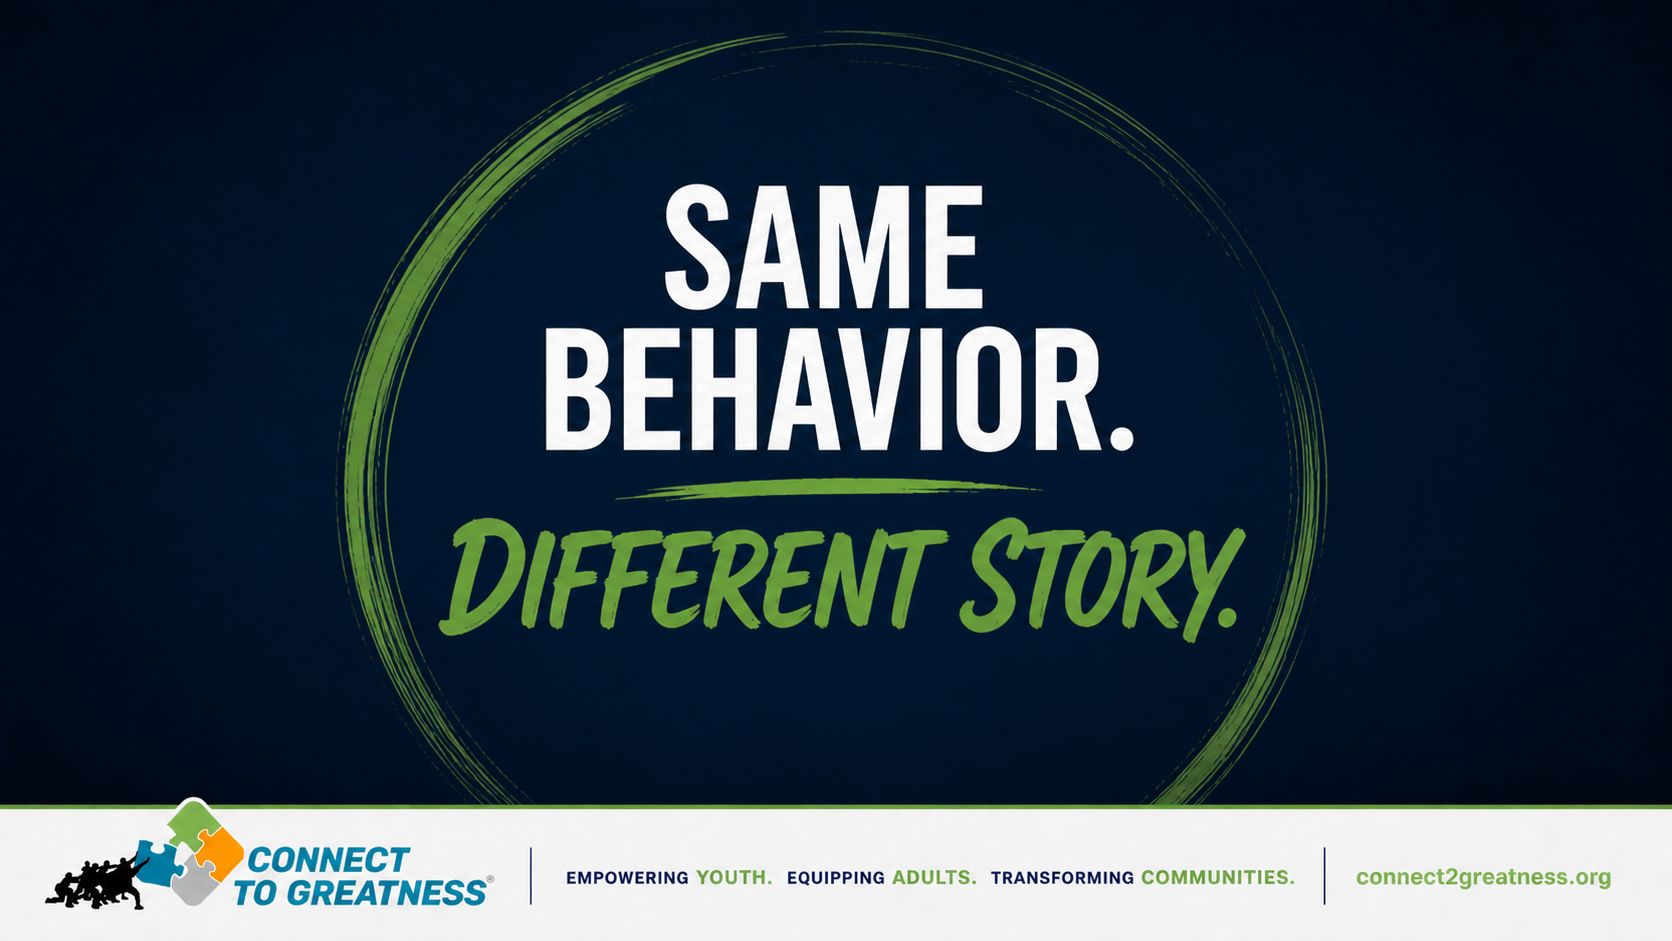 SAME
BEHAVIOR.
DIFFERENT STORY.
CONNECT
TO GREATNESS®
EMPOWERING YOUTH. EQUIPPING ADULTS. TRANSFORMING COMMUNITIES.
connect2greatness.org